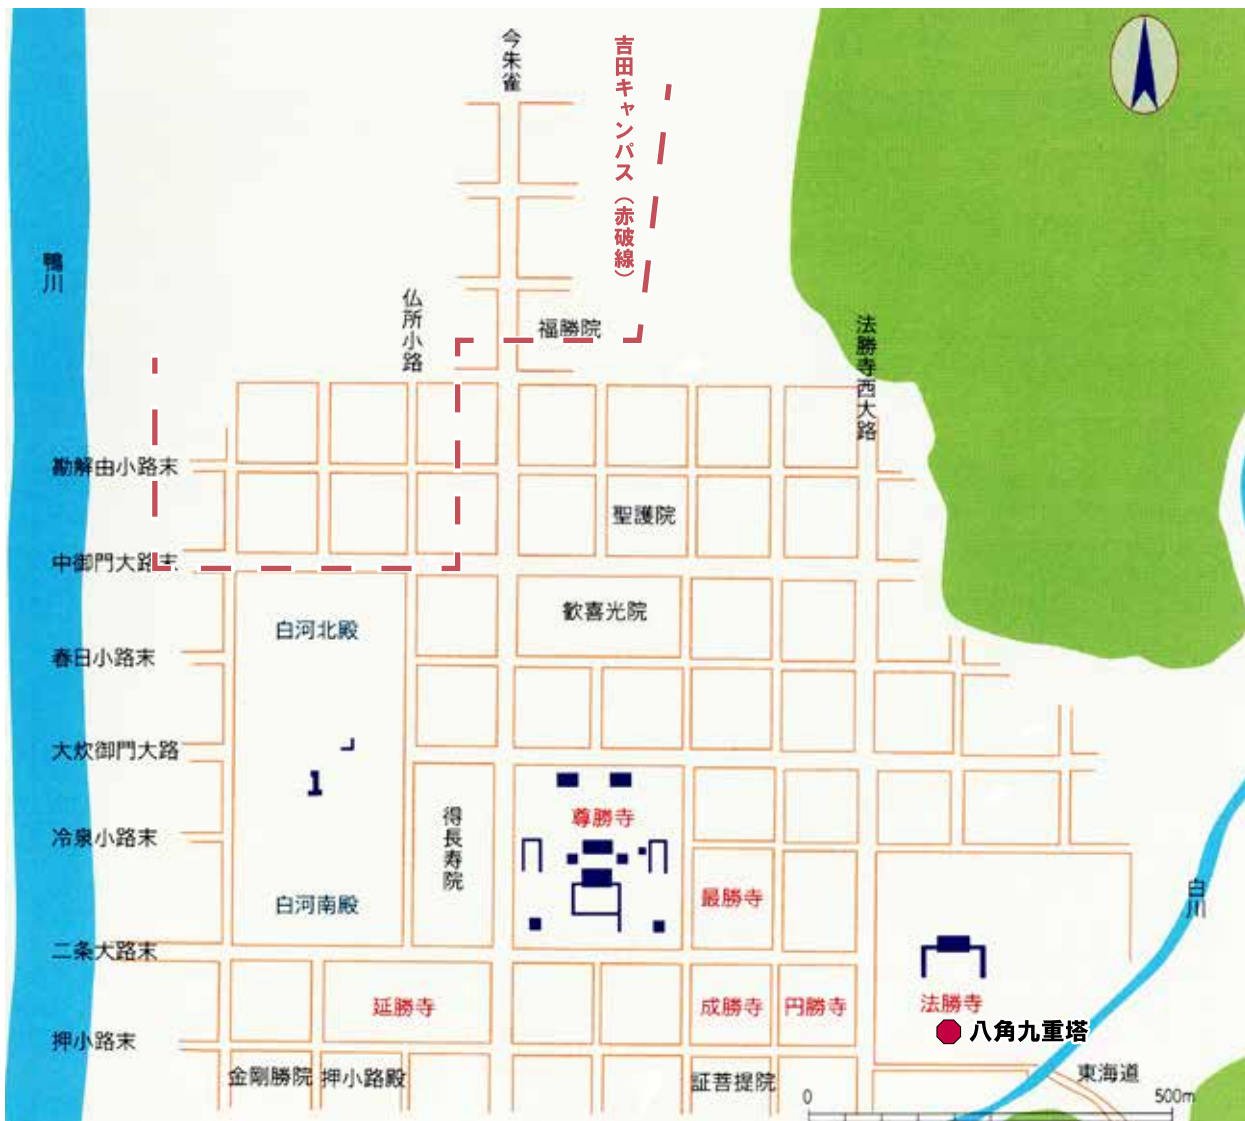 今朱雀
吉田キャンパス（赤破線）
鴨川
仏所小路
福勝院
法勝寺西大路
勘解由小路末
聖護院
中御門大路末
歓喜光院
白河北殿
春日小路末
大炊御門大路
尊勝寺
得長寿院
冷泉小路末
最勝寺
白河南殿
白川
二条大路末
延勝寺
成勝寺
円勝寺
法勝寺
八角九重塔
押小路末
金剛勝院
押小路殿
証菩提院
東海道
0
500m